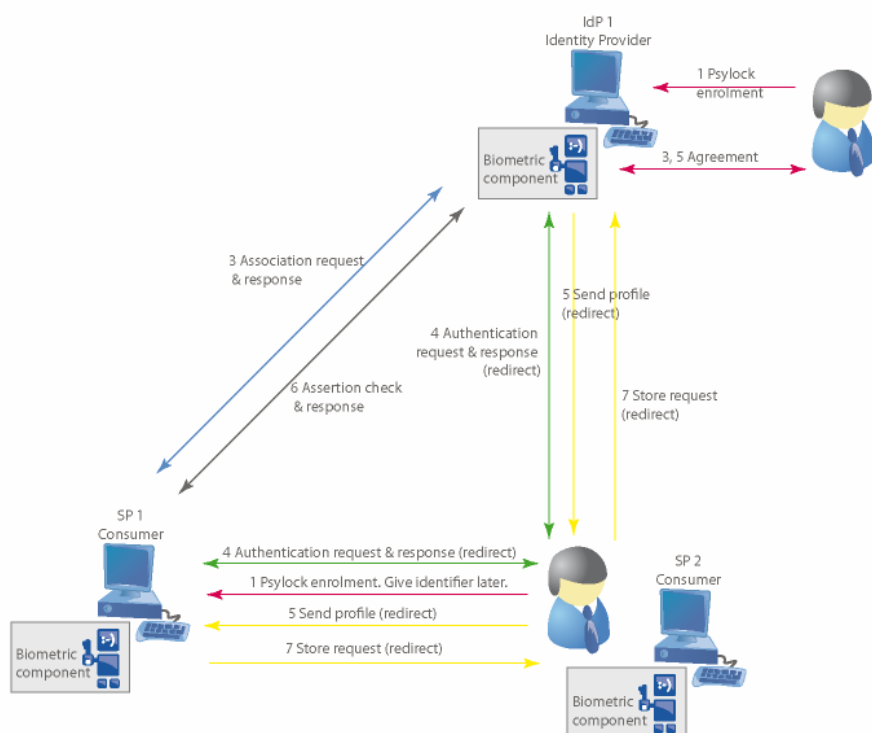 IdP 1
Identity Provider
1 Psylock
enrolment
Biometric
component
:-)
3, 5 Agreement
3 Association request
& response
5 Send profile
(redirect)
4 Authentication
request & response
(redirect)
6 Assertion check
& response
7 Store request
(redirect)
SP 1
Consumer
4 Authentication request & response (redirect)
1 Psylock enrolment. Give identifier later.
5 Send profile (redirect)
7 Store request (redirect)
Biometric
component
:-)
SP 2
Consumer
Biometric
component
:-)